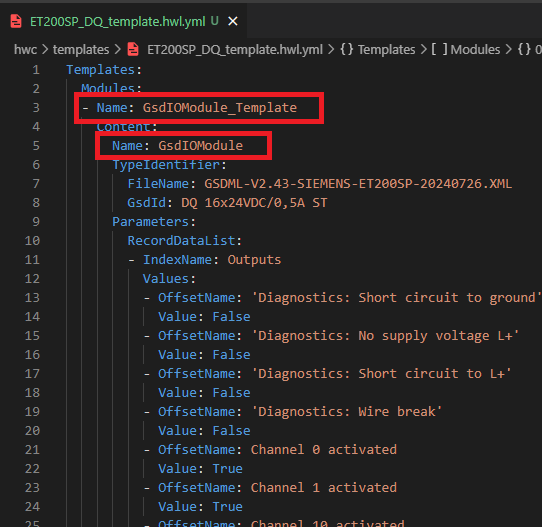 ET200SP_DQ_template.hwl.yml U ×
hwc > templates > ET200SP_DQ_template.hwl.yml > {} Templates > [ ] Modules > {} 0
1 Templates:
2 Modules:
3 - Name: GsdIOModule_Template
4 Content:
5 Name: GsdIOModule
6 TypeIdentifier:
7 FileName: GSDML-V2.43-SIEMENS-ET200SP-20240726.XML
8 GsdId: DQ 16x24VDC/0,5A ST
9 Parameters:
10 RecordDataList:
11 - IndexName: Outputs
12 Values:
13 - OffsetName: 'Diagnostics: Short circuit to ground'
14 Value: False
15 - OffsetName: 'Diagnostics: No supply voltage L+'
16 Value: False
17 - OffsetName: 'Diagnostics: Short circuit to L+'
18 Value: False
19 - OffsetName: 'Diagnostics: Wire break'
20 Value: False
21 - OffsetName: Channel 0 activated
22 Value: True
23 - OffsetName: Channel 1 activated
24 Value: True
25 - OffsetName: Channel 10 activated